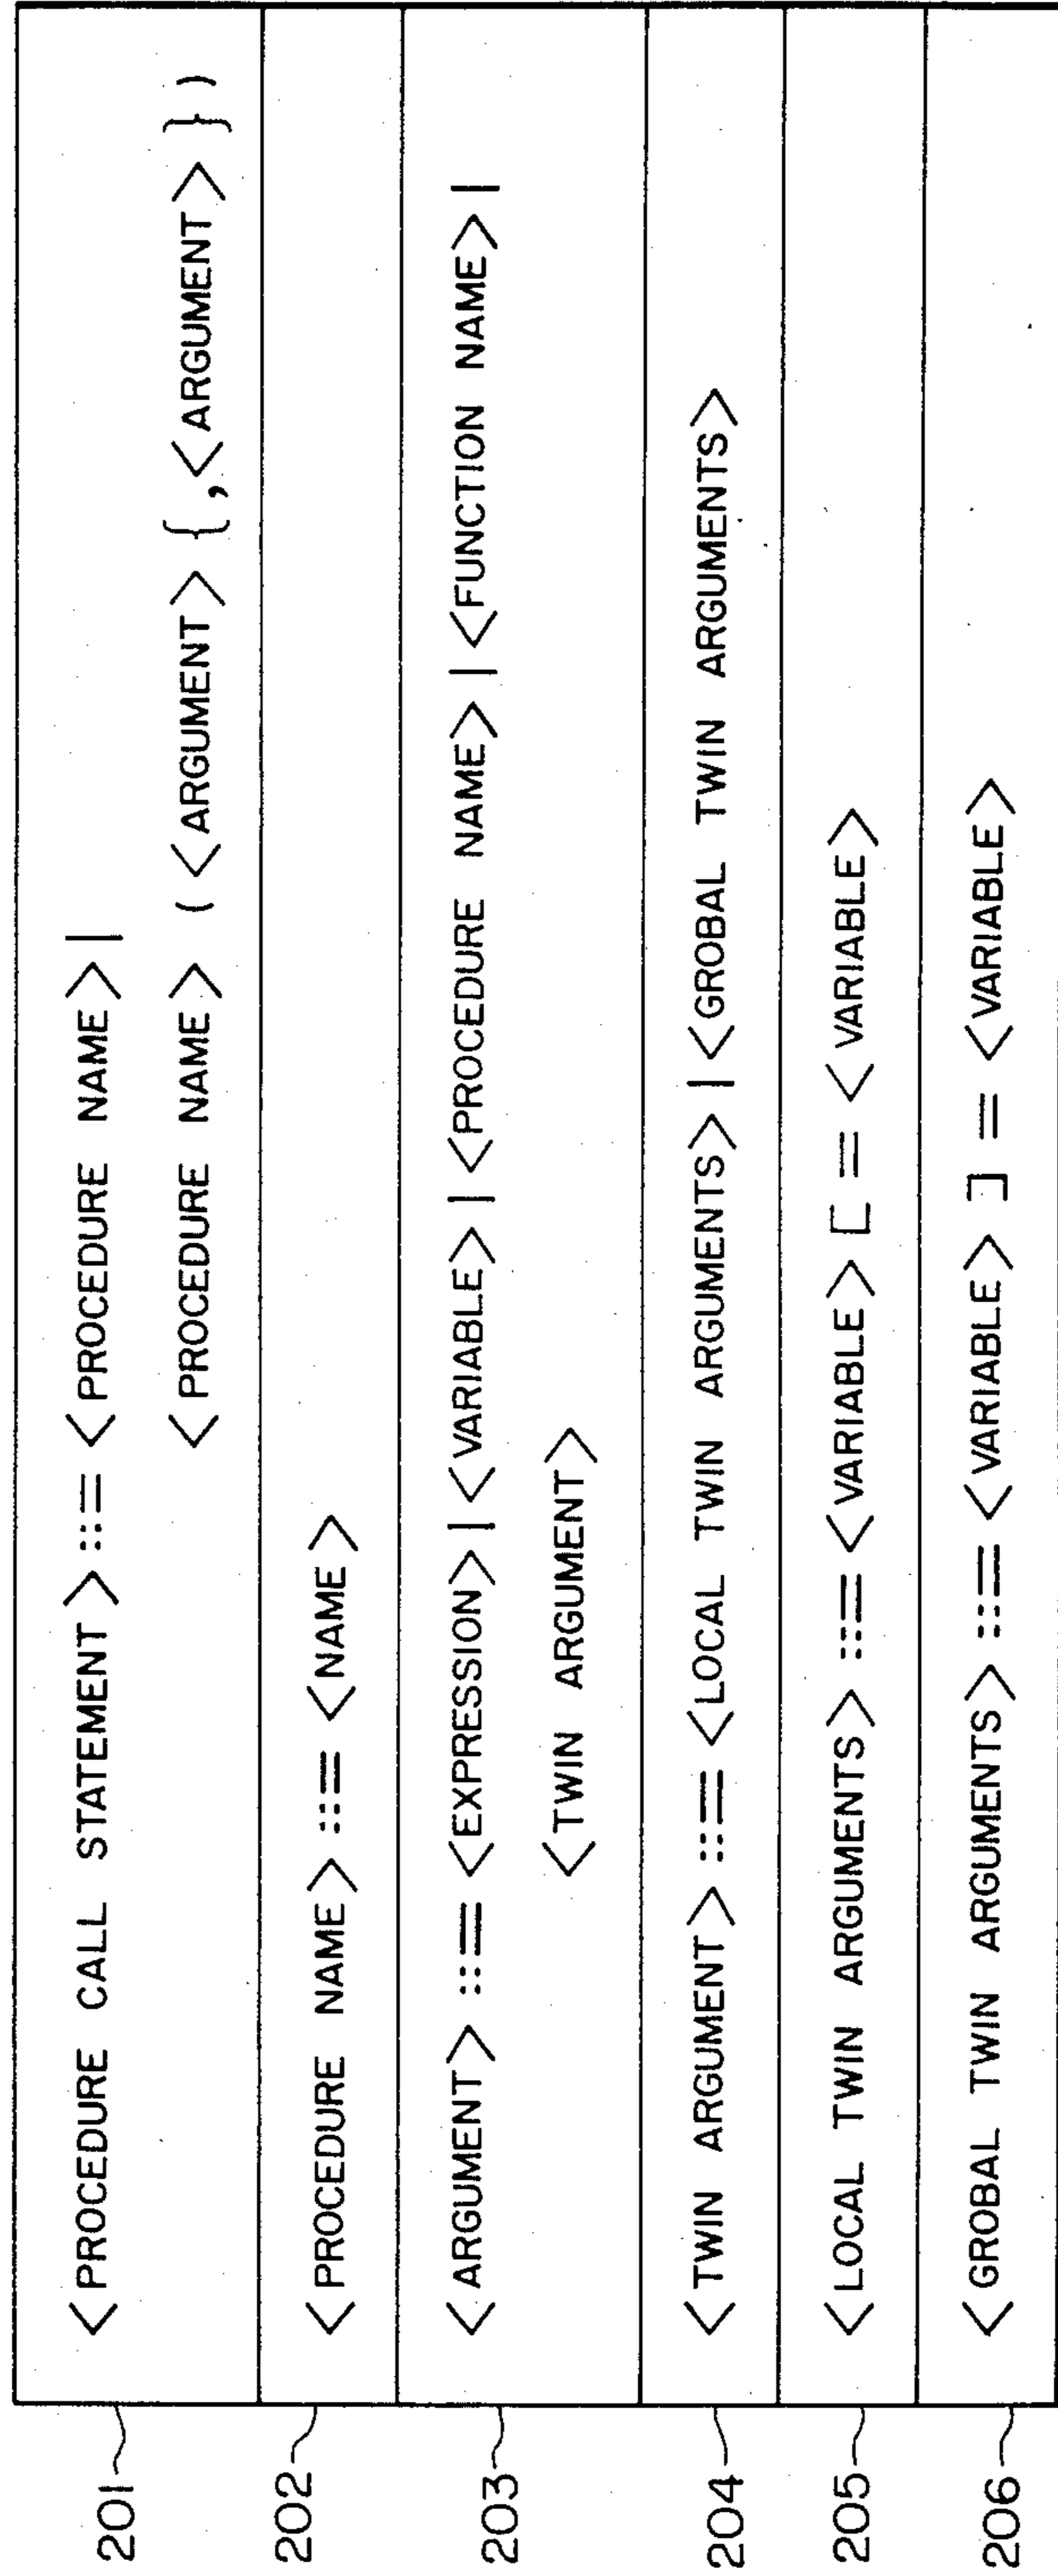 201 <PROCEDURE CALL STATEMENT> ::= <PROCEDURE NAME> |
<PROCEDURE NAME> ( <ARGUMENT> { ,<ARGUMENT> } )
202 <PROCEDURE NAME> ::= <NAME>
203 <ARGUMENT> ::= <EXPRESSION> | <VARIABLE> | <PROCEDURE NAME> | <FUNCTION NAME> |
<TWIN ARGUMENT>
204 <TWIN ARGUMENT> ::= <LOCAL TWIN ARGUMENTS> | <GROBAL TWIN ARGUMENTS>
205 <LOCAL TWIN ARGUMENTS> ::= <VARIABLE> [ = <VARIABLE>
206 <GROBAL TWIN ARGUMENTS> ::= <VARIABLE> ] = <VARIABLE>